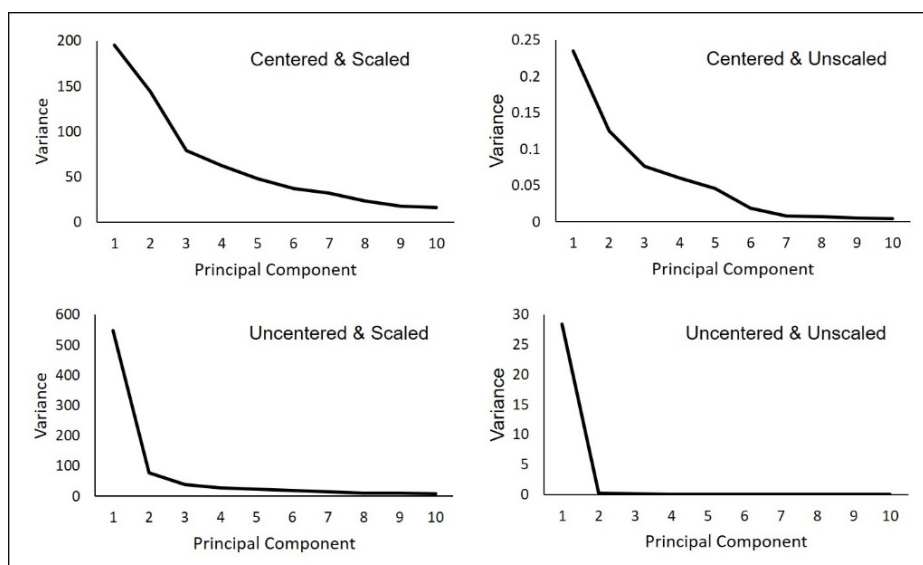 Centered & Scaled
Variance
200
150
100
50
0
1 2 3 4 5 6 7 8 9 10
Principal Component
Centered & Unscaled
Variance
0.25
0.2
0.15
0.1
0.05
0
1 2 3 4 5 6 7 8 9 10
Principal Component
Uncentered & Scaled
Variance
600
500
400
300
200
100
0
1 2 3 4 5 6 7 8 9 10
Principal Component
Uncentered & Unscaled
Variance
30
25
20
15
10
5
0
1 2 3 4 5 6 7 8 9 10
Principal Component